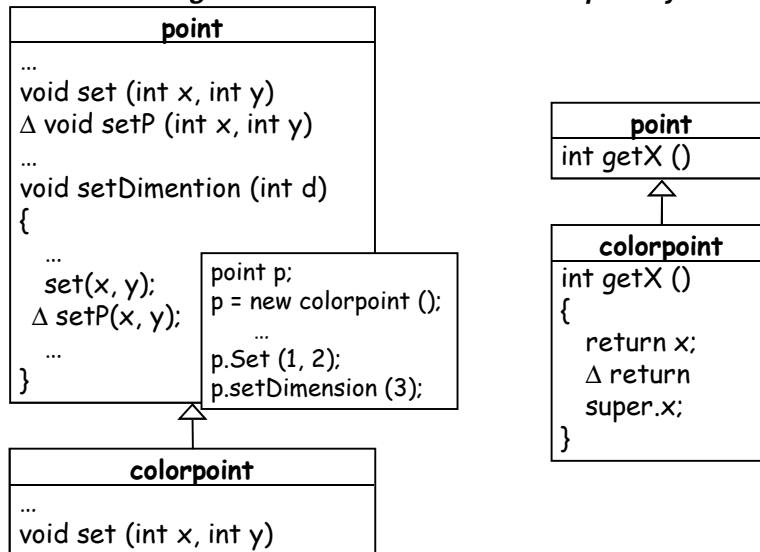 point
...
void set (int x, int y)
Δ void setP (int x, int y)
...
void setDimention (int d)
{
...
set(x, y);
Δ setP(x, y);
...
}
point p;
p = new colorpoint ();
...
p.Set (1, 2);
p.setDimension (3);
colorpoint
...
void set (int x, int y)
point
int getX ()
colorpoint
int getX ()
{
return x;
Δ return
super.x;
}